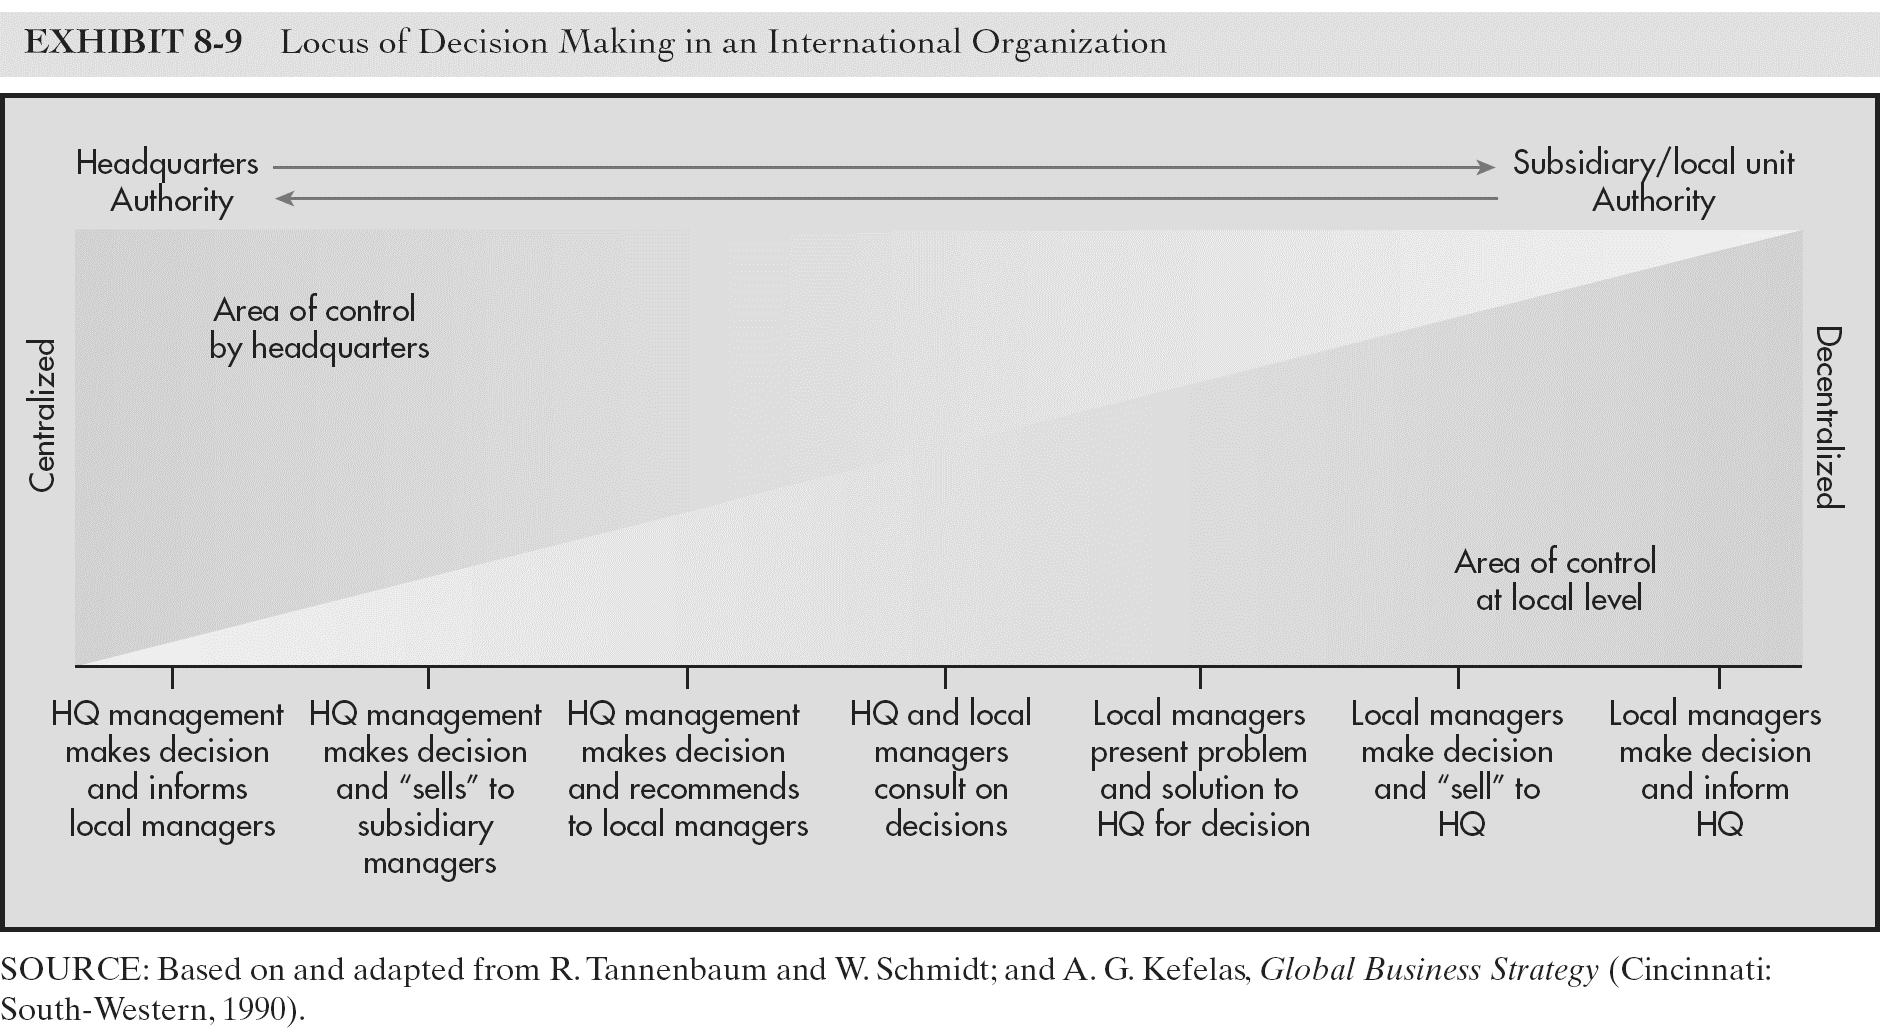 EXHIBIT 8-9 Locus of Decision Making in an International Organization
Headquarters
Authority
Subsidiary/local unit
Authority
Centralized
Area of control
by headquarters
Decentralized
Area of control
at local level
HQ management
makes decision
and informs
local managers
HQ management
makes decision
and “sells” to
subsidiary
managers
HQ management
makes decision
and recommends
to local managers
HQ and local
managers
consult on
decisions
Local managers
present problem
and solution to
HQ for decision
Local managers
make decision
and “sell” to
HQ
Local managers
make decision
and inform
HQ
SOURCE: Based on and adapted from R. Tannenbaum and W. Schmidt; and A. G. Kefelas, Global Business Strategy (Cincinnati:
South-Western, 1990).